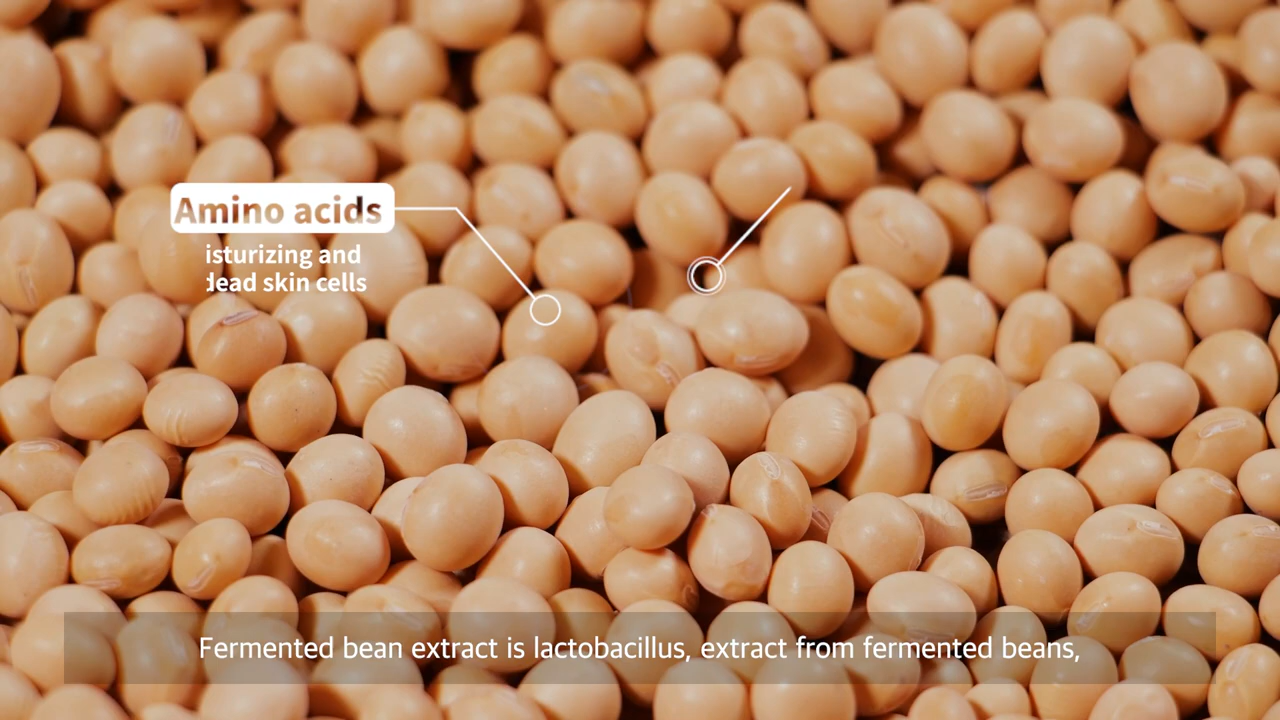 Amino acids
isturizing and
dead skin cells
Fermented bean extract is lactobacillus, extract from fermented beans,